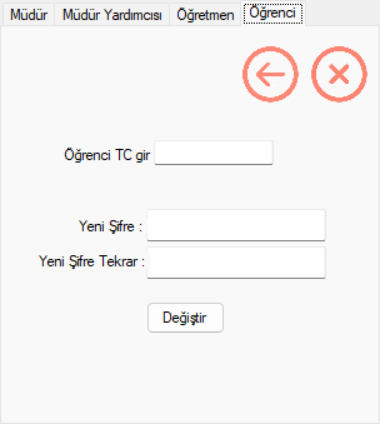 Müdür Müdür Yardımcısı Öğretmen Öğrenci
Öğrenci TC gir
Yeni Şifre :
Yeni Şifre Tekrar :
Değiştir